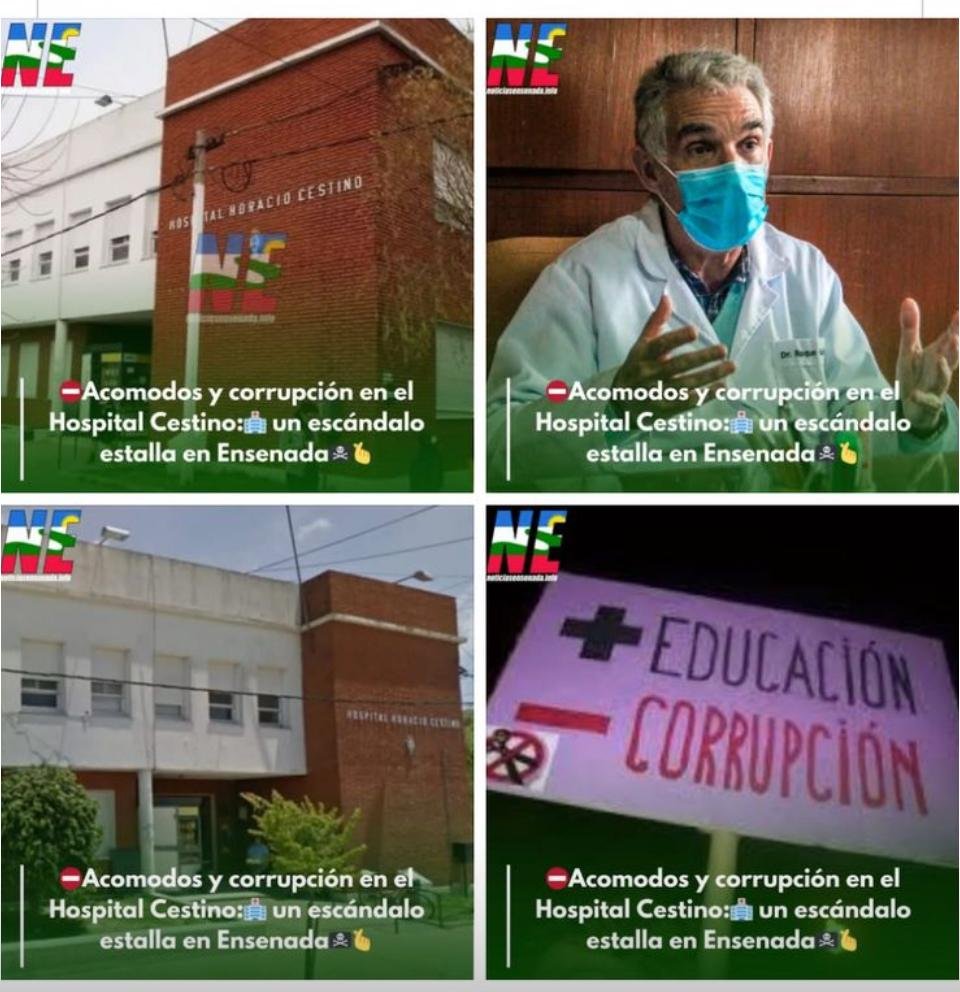 NE
HOSPITAL HORACIO CESTINO
NE
noticiasensenada.info
⛔Acomodos y corrupción en el
Hospital Cestino:🏥 un escándalo
estalla en Ensenada☠️🫰
NE
noticiasensenada.info
Dr.
⛔Acomodos y corrupción en el
Hospital Cestino:🏥 un escándalo
estalla en Ensenada☠️🫰
NE
noticiasensenada.info
HOSPITAL HORACIO CESTINO
⛔Acomodos y corrupción en el
Hospital Cestino:🏥 un escándalo
estalla en Ensenada☠️🫰
NE
noticiasensenada.info
+ EDUCACIÓN
- CORRUPCIÓN
⛔Acomodos y corrupción en el
Hospital Cestino:🏥 un escándalo
estalla en Ensenada☠️🫰